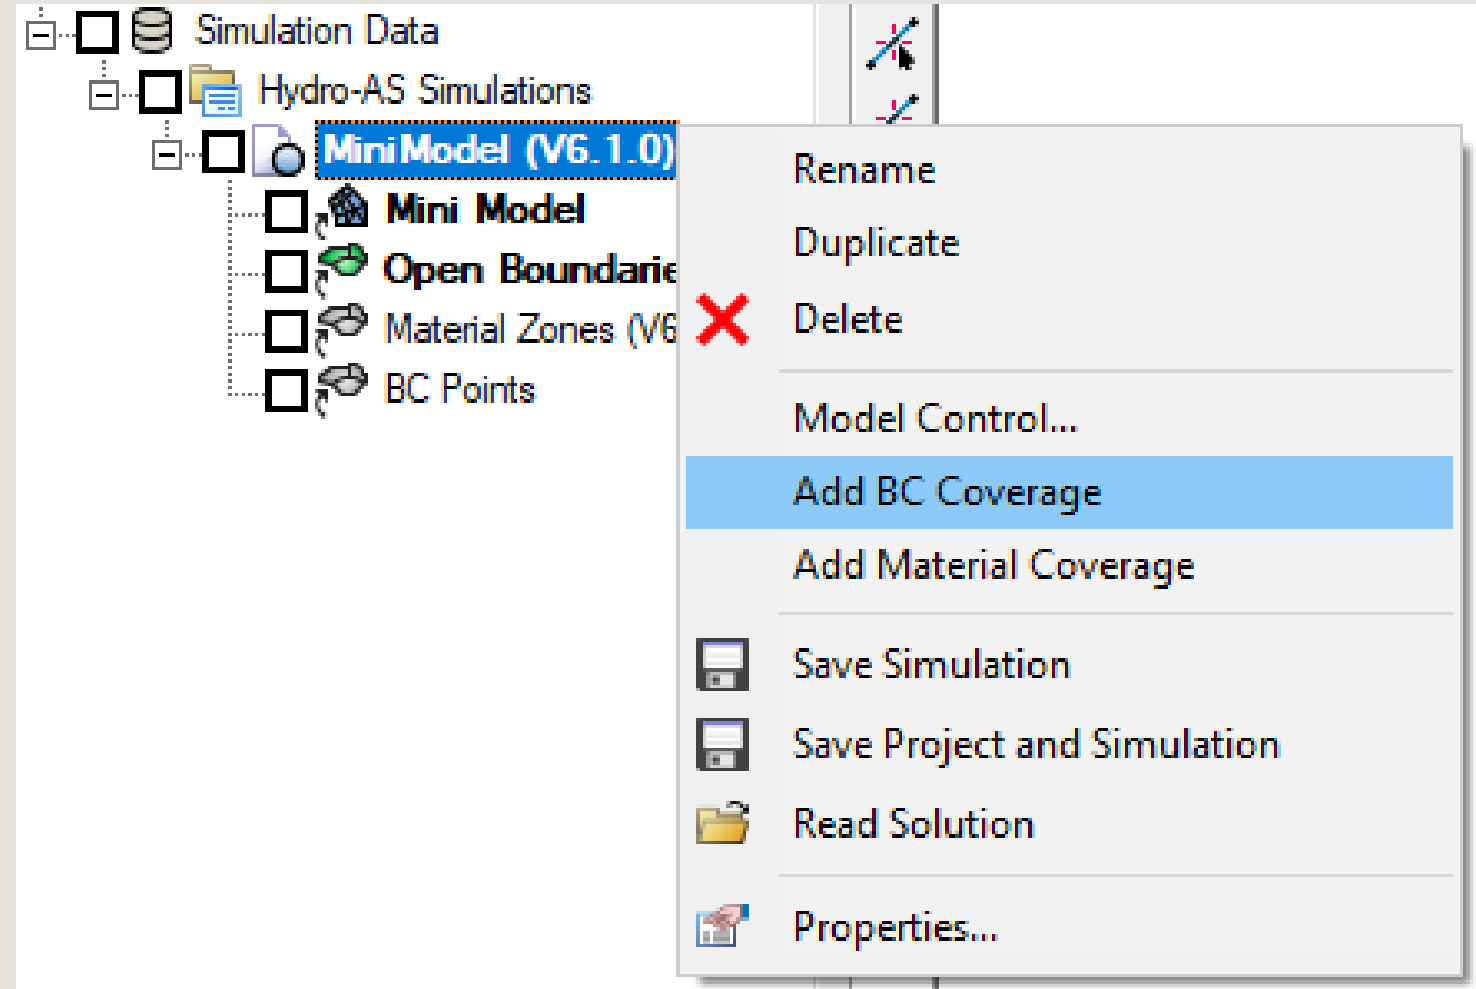 Simulation Data
Hydro-AS Simulations
MiniModel (V6.1.0)
Mini Model
Open Boundarie
Material Zones (V6
BC Points
Rename
Duplicate
Delete
Model Control...
Add BC Coverage
Add Material Coverage
Save Simulation
Save Project and Simulation
Read Solution
Properties...